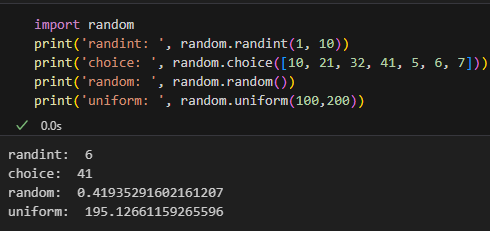 import random
print('randint: ', random.randint(1, 10))
print('choice: ', random.choice([10, 21, 32, 41, 5, 6, 7]))
print('random: ', random.random())
print('uniform: ', random.uniform(100,200))
✓ 0.0s
randint:  6
choice:  41
random:  0.41935291602161207
uniform:  195.12661159265596